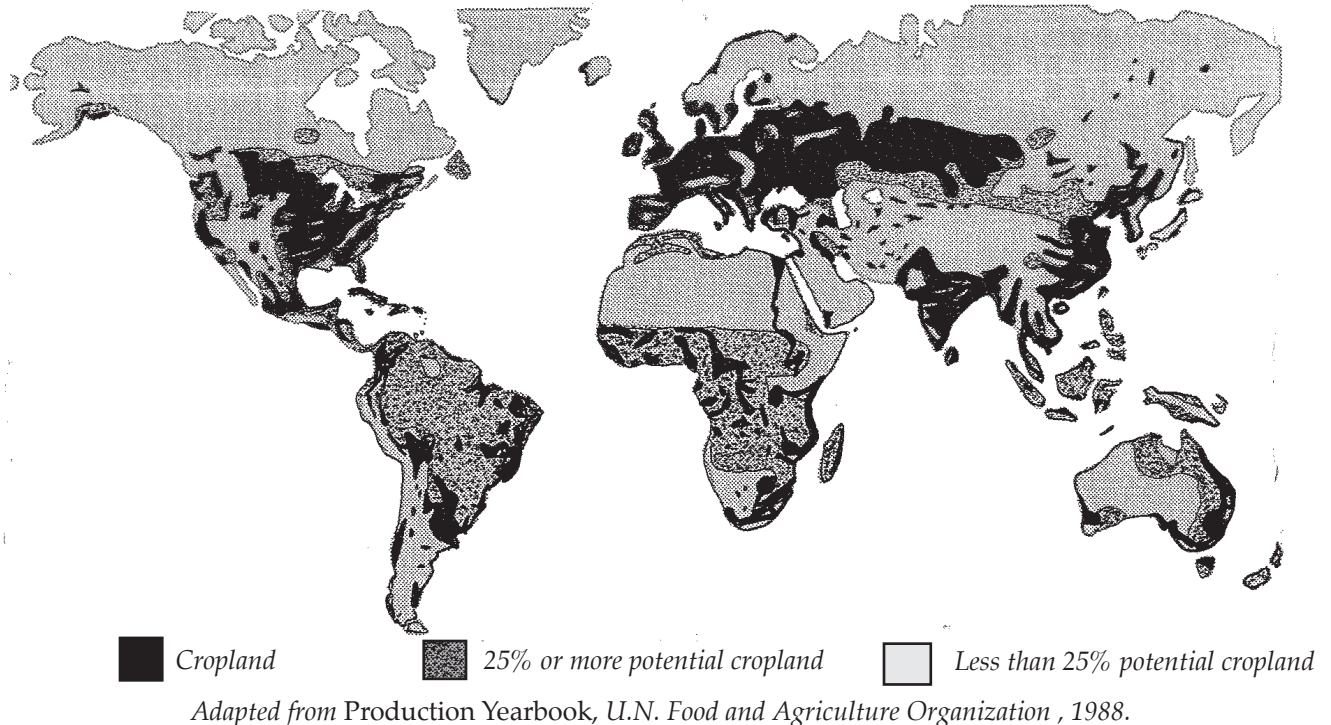 Cropland
25% or more potential cropland
Less than 25% potential cropland
Adapted from Production Yearbook, U.N. Food and Agriculture Organization , 1988.